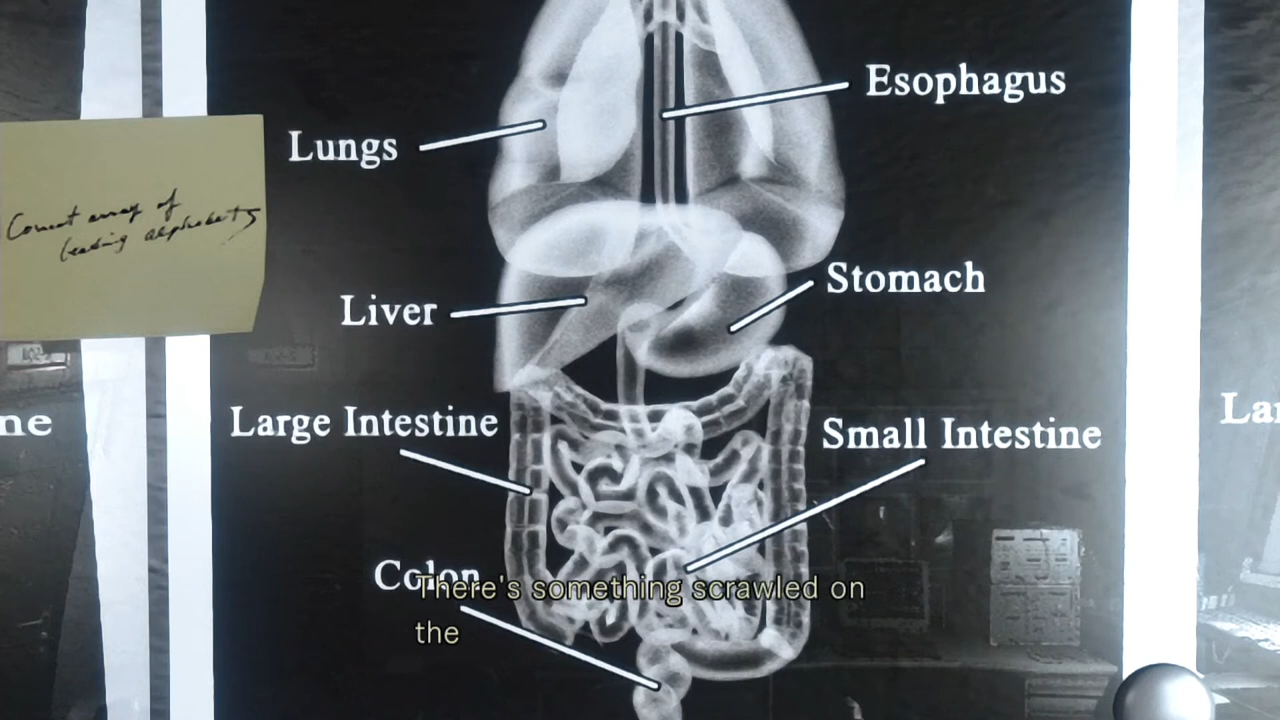 Esophagus
Lungs
Correct array of
leading alphabets
Stomach
Liver
ne
Large Intestine
Small Intestine
La
Colon
There's something scrawled on
the